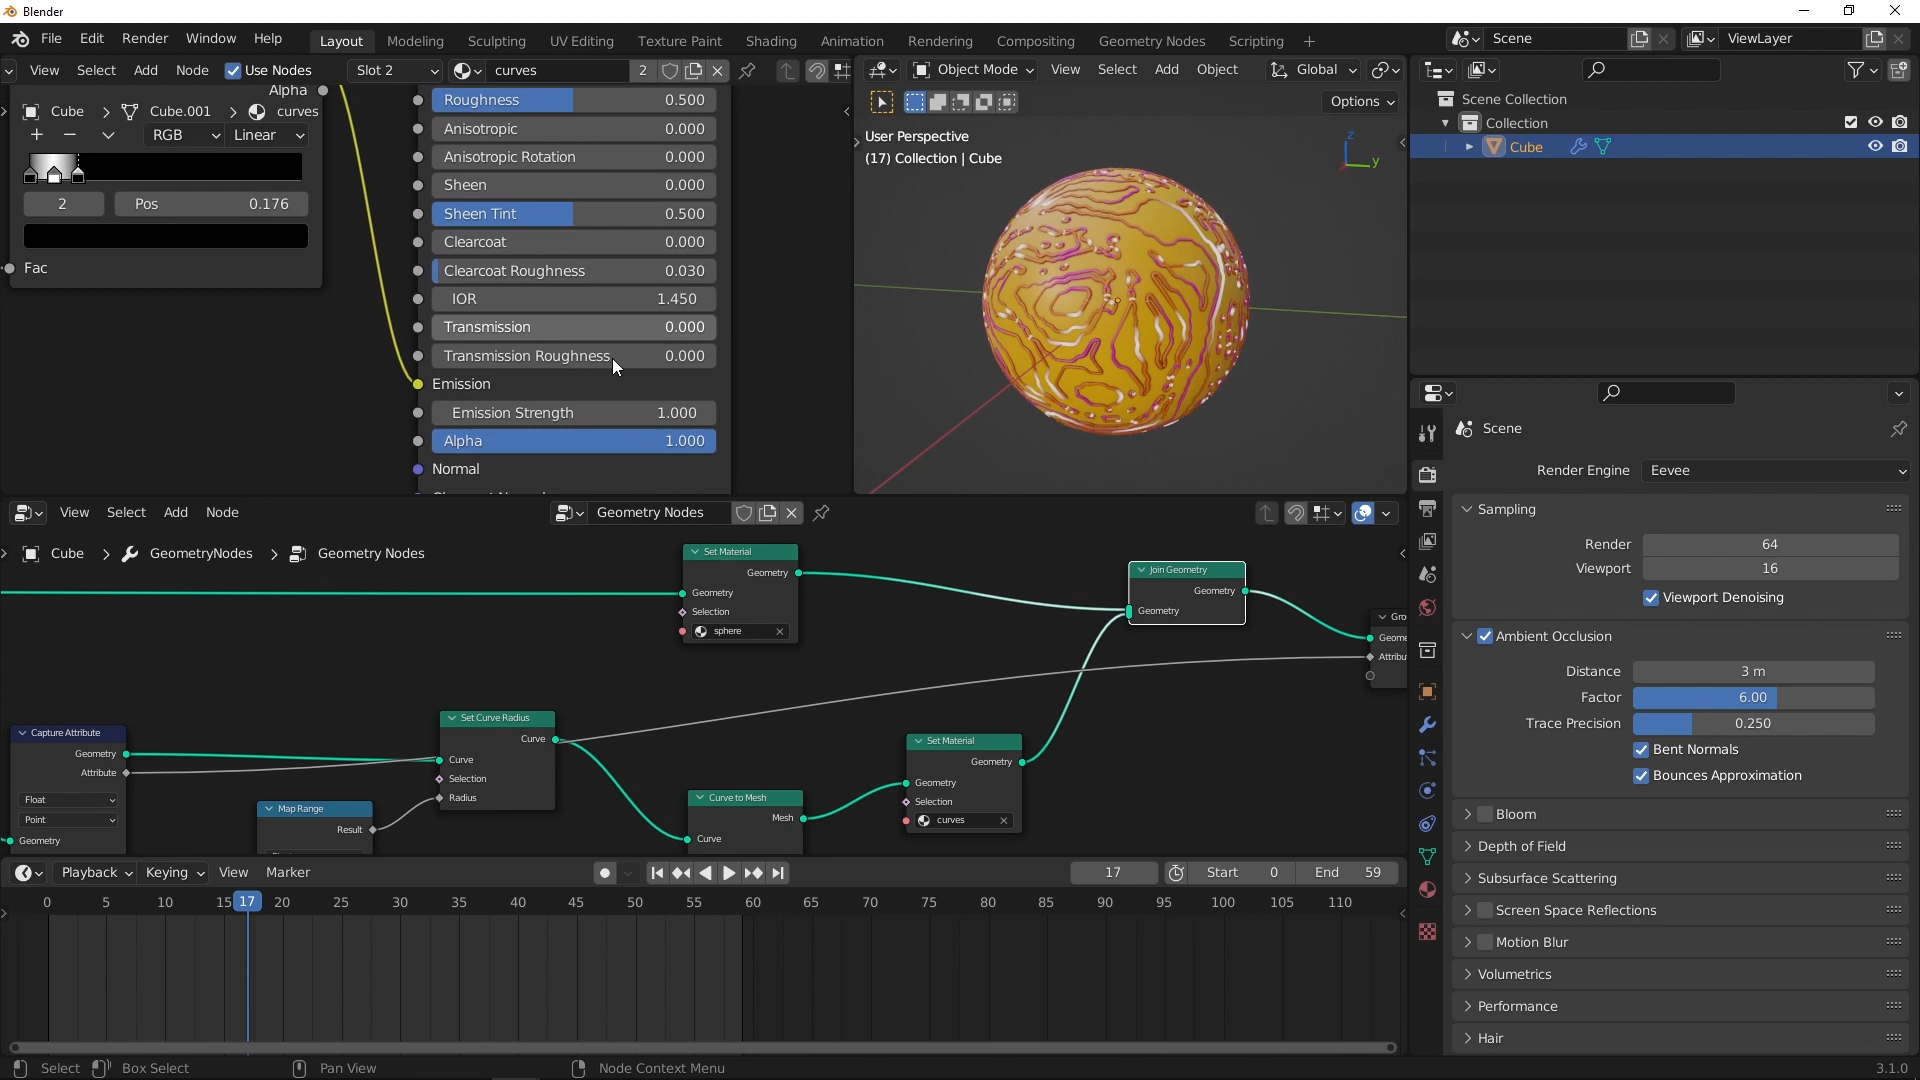 Blender
File Edit Render Window Help Layout Modeling Sculpting UV Editing Texture Paint Shading Animation Rendering Compositing Geometry Nodes Scripting + Scene ViewLayer
View Select Add Node Use Nodes Slot 2 curves 2
Alpha
Cube > Cube.001 > curves
+ − RGB Linear
2 Pos 0.176
Fac
Roughness 0.500
Anisotropic 0.000
Anisotropic Rotation 0.000
Sheen 0.000
Sheen Tint 0.500
Clearcoat 0.000
Clearcoat Roughness 0.030
IOR 1.450
Transmission 0.000
Transmission Roughness 0.000
Emission
Emission Strength 1.000
Alpha 1.000
Normal
Object Mode View Select Add Object Global
Options
User Perspective
(17) Collection | Cube
Z
y
Scene Collection
Collection
Cube
View Select Add Node Geometry Nodes
Cube > GeometryNodes > Geometry Nodes
Set Material
Geometry
Geometry
Selection
sphere
Join Geometry
Geometry
Geometry
Gro
Geome
Attribu
Capture Attribute
Geometry
Attribute
Float
Point
Geometry
Set Curve Radius
Curve
Curve
Selection
Radius
Map Range
Result
Curve to Mesh
Mesh
Curve
Set Material
Geometry
Geometry
Selection
curves
Scene
Render Engine Eevee
Sampling
Render 64
Viewport 16
Viewport Denoising
Ambient Occlusion
Distance 3 m
Factor 6.00
Trace Precision 0.250
Bent Normals
Bounces Approximation
Bloom
Depth of Field
Subsurface Scattering
Screen Space Reflections
Motion Blur
Volumetrics
Performance
Hair
Playback Keying View Marker 17 Start 0 End 59
0 5 10 15 17 20 25 30 35 40 45 50 55 60 65 70 75 80 85 90 95 100 105 110
Select Box Select Pan View Node Context Menu 3.1.0